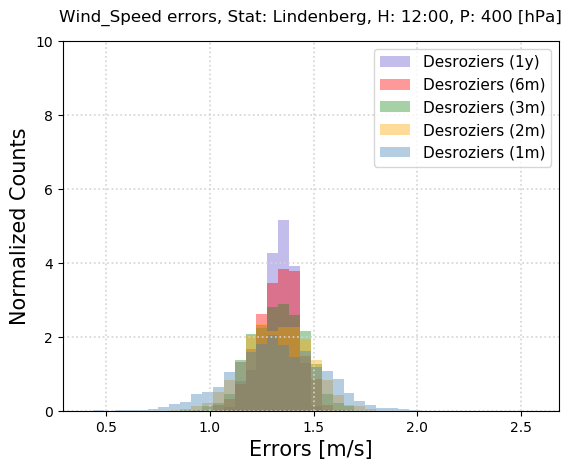 Wind_Speed errors, Stat: Lindenberg, H: 12:00, P: 400 [hPa]
10
8
6
4
2
0
Normalized Counts
Desroziers (1y)
Desroziers (6m)
Desroziers (3m)
Desroziers (2m)
Desroziers (1m)
0.5 1.0 1.5 2.0 2.5
Errors [m/s]